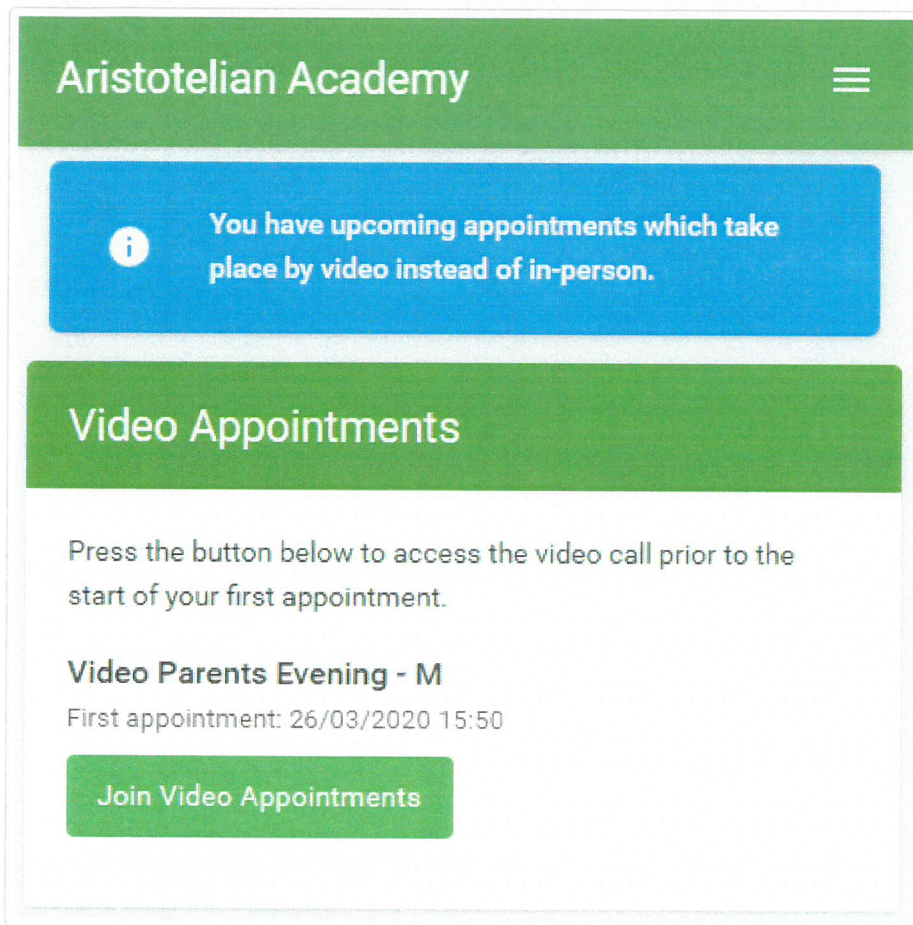 Aristotelian Academy
You have upcoming appointments which take
place by video instead of in-person.
Video Appointments
Press the button below to access the video call prior to the
start of your first appointment.
Video Parents Evening - M
First appointment: 26/03/2020 15:50
Join Video Appointments